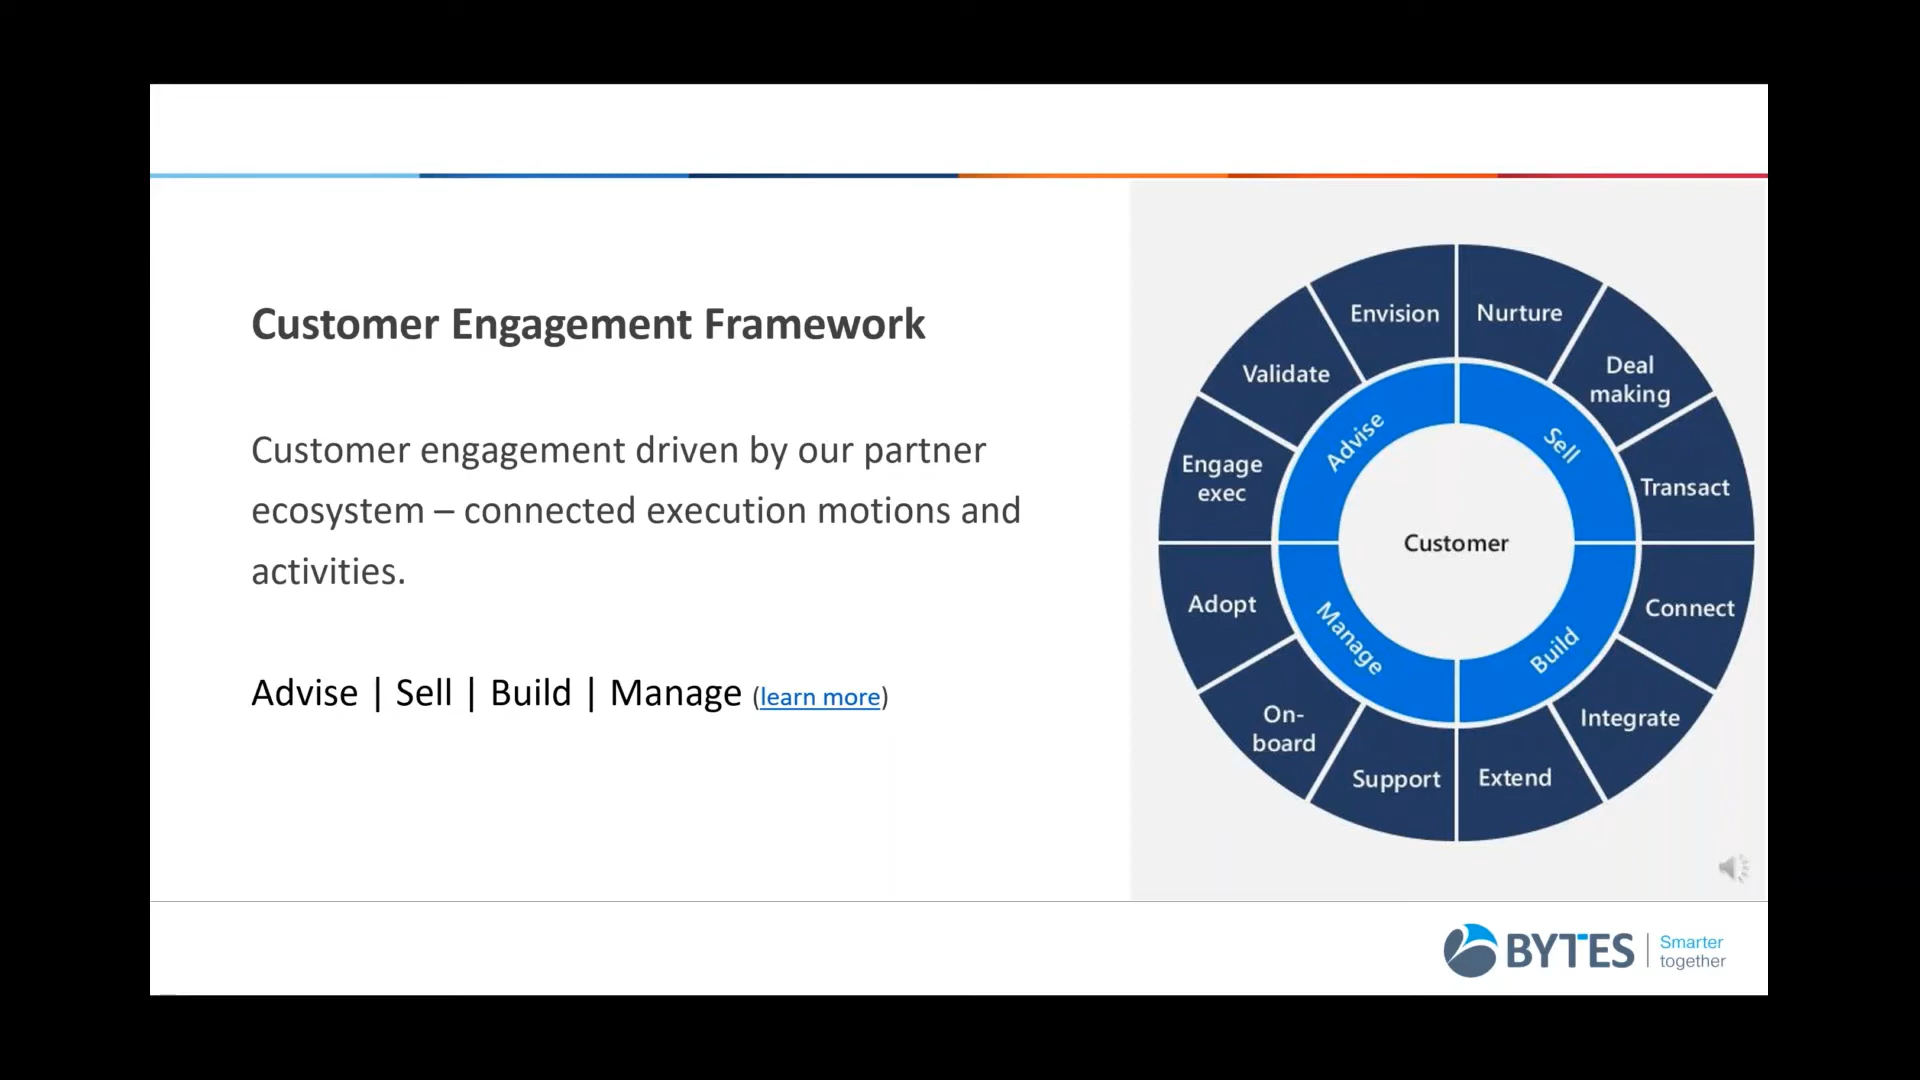 Customer Engagement Framework
Customer engagement driven by our partner
ecosystem – connected execution motions and
activities.
Advise | Sell | Build | Manage (learn more)
Envision
Nurture
Validate
Deal
making
Engage
exec
Transact
Adopt
Connect
On-
board
Integrate
Support
Extend
Advise
Sell
Manage
Build
Customer
BYTES
Smarter
together